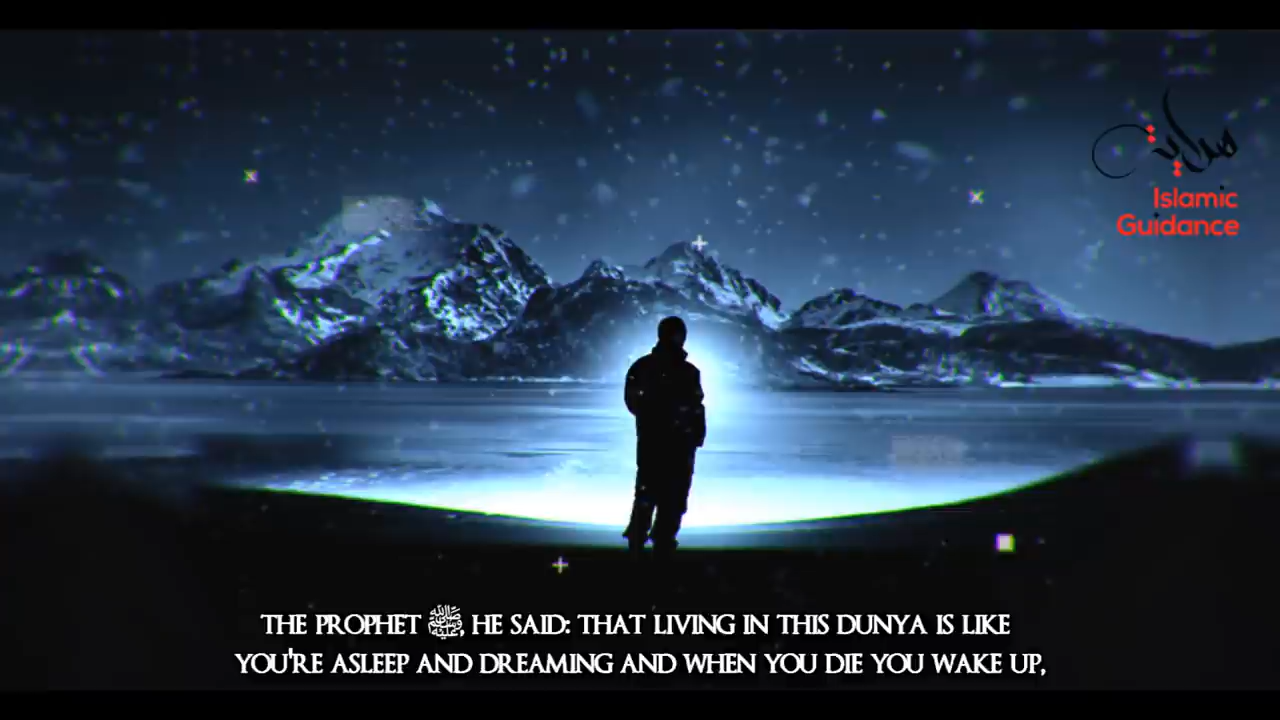 هداية
Islamic
Guidance
THE PROPHET ﷺ, HE SAID: THAT LIVING IN THIS DUNYA IS LIKE
YOU'RE ASLEEP AND DREAMING AND WHEN YOU DIE YOU WAKE UP,